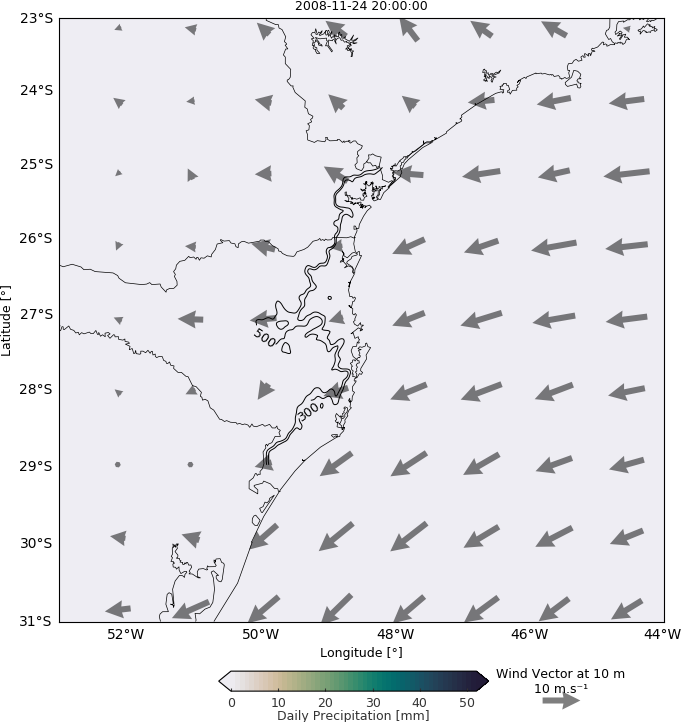 2008-11-24 20:00:00
23°S
24°S
25°S
26°S
27°S
28°S
29°S
30°S
31°S
Latitude [°]
500
300
52°W 50°W 48°W 46°W 44°W
Longitude [°]
0 10 20 30 40 50
Daily Precipitation [mm]
Wind Vector at 10 m
10 m.s⁻¹